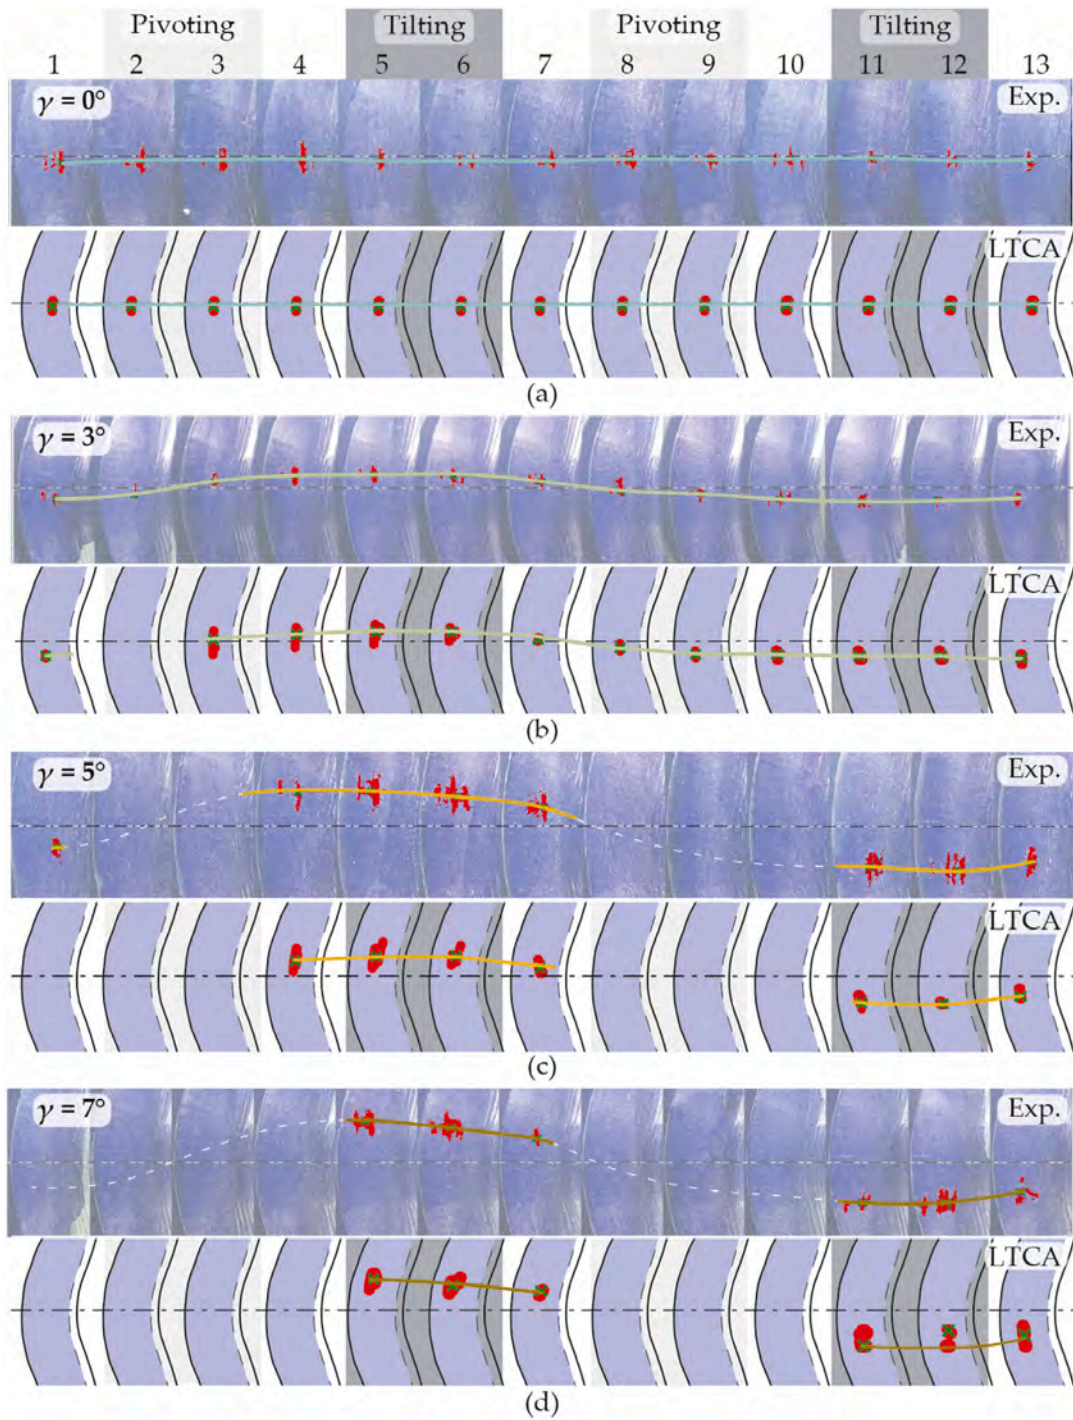 Pivoting Tilting Pivoting Tilting
1 2 3 4 5 6 7 8 9 10 11 12 13
γ = 0° Exp.
LTCA
(a)
γ = 3° Exp.
LTCA
(b)
γ = 5° Exp.
LTCA
(c)
γ = 7° Exp.
LTCA
(d)